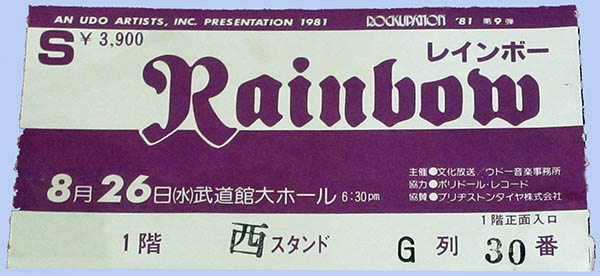 AN UDO ARTISTS, INC. PRESENTATION 1981
ROCKUPATION '81 第9弾
S ¥3,900
レインボー
Rainbow
8月26日(水)武道館大ホール 6:30pm
主催●文化放送/ウドー音楽事務所
協力●ポリドール・レコード
協賛●ブリヂストンタイヤ株式会社
1階正面入口
1階 西スタンド G列30番